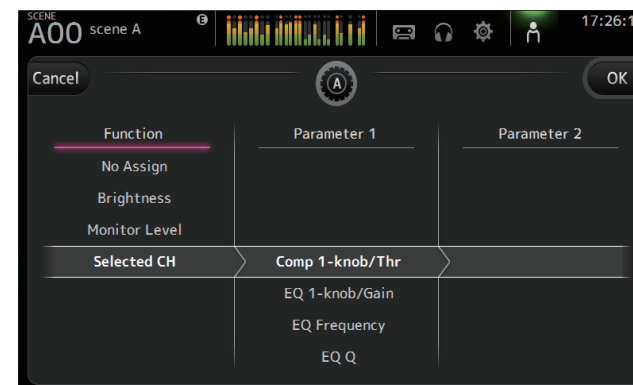 SCENE
A00 scene A E 17:26:1
Cancel A OK
Function Parameter 1 Parameter 2
No Assign
Brightness
Monitor Level
Selected CH Comp 1-knob/Thr
EQ 1-knob/Gain
EQ Frequency
EQ Q